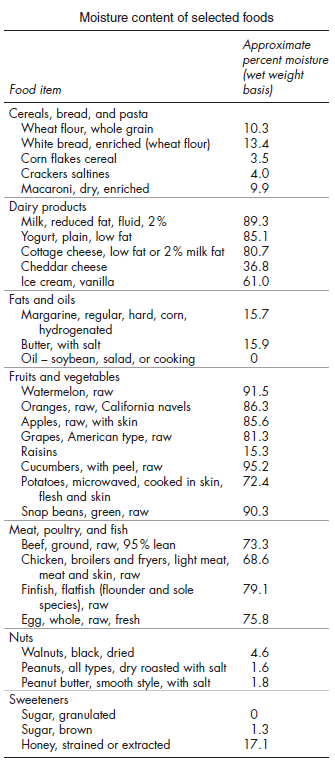 Moisture content of selected foods
Approximate
percent moisture
(wet weight
Food item basis)
Cereals, bread, and pasta
Wheat flour, whole grain 10.3
White bread, enriched (wheat flour) 13.4
Corn flakes cereal 3.5
Crackers saltines 4.0
Macaroni, dry, enriched 9.9
Dairy products
Milk, reduced fat, fluid, 2% 89.3
Yogurt, plain, low fat 85.1
Cottage cheese, low fat or 2% milk fat 80.7
Cheddar cheese 36.8
Ice cream, vanilla 61.0
Fats and oils
Margarine, regular, hard, corn, 15.7
hydrogenated
Butter, with salt 15.9
Oil – soybean, salad, or cooking 0
Fruits and vegetables
Watermelon, raw 91.5
Oranges, raw, California navels 86.3
Apples, raw, with skin 85.6
Grapes, American type, raw 81.3
Raisins 15.3
Cucumbers, with peel, raw 95.2
Potatoes, microwaved, cooked in skin, 72.4
flesh and skin
Snap beans, green, raw 90.3
Meat, poultry, and fish
Beef, ground, raw, 95% lean 73.3
Chicken, broilers and fryers, light meat, 68.6
meat and skin, raw
Finfish, flatfish (flounder and sole 79.1
species), raw
Egg, whole, raw, fresh 75.8
Nuts
Walnuts, black, dried 4.6
Peanuts, all types, dry roasted with salt 1.6
Peanut butter, smooth style, with salt 1.8
Sweeteners
Sugar, granulated 0
Sugar, brown 1.3
Honey, strained or extracted 17.1